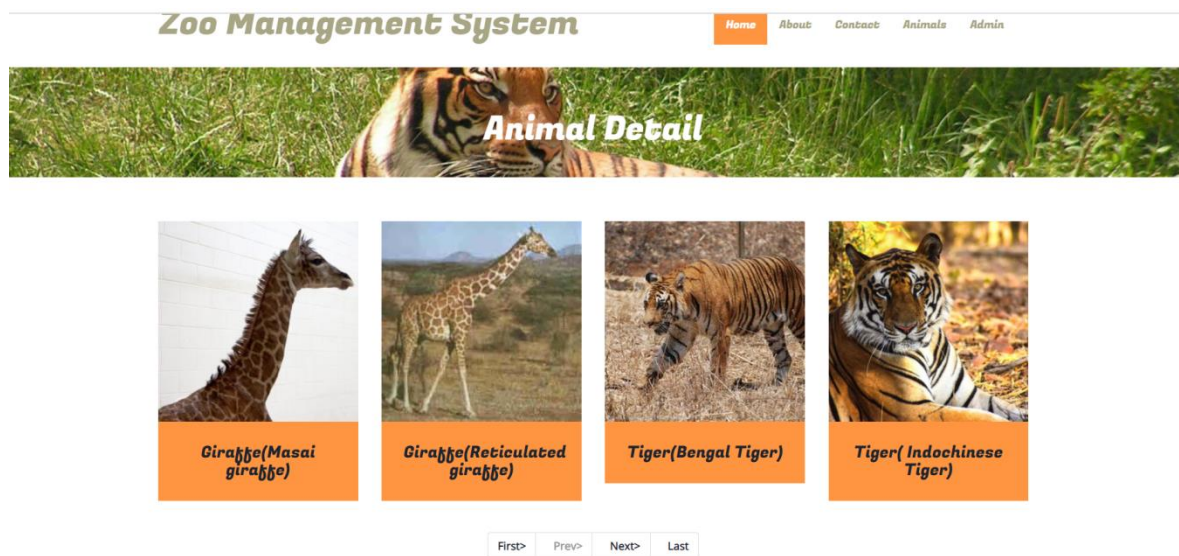 Zoo Management System
Home About Contact Animals Admin
Animal Detail
Giraffe(Masai
giraffe)
Giraffe(Reticulated
giraffe)
Tiger(Bengal Tiger)
Tiger( Indochinese
Tiger)
First> Prev> Next> Last